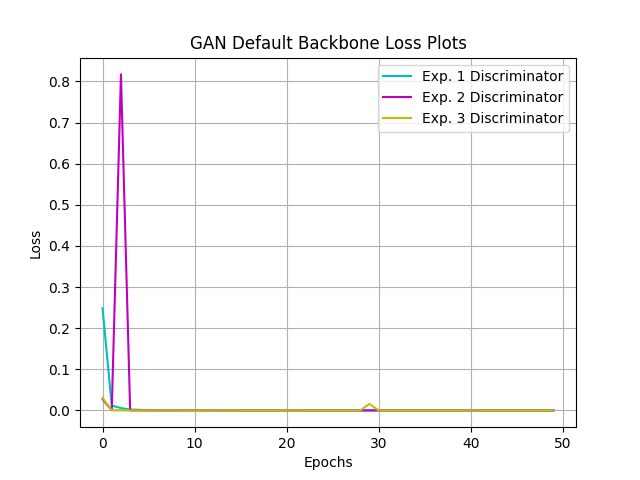 GAN Default Backbone Loss Plots
Exp. 1 Discriminator
Exp. 2 Discriminator
Exp. 3 Discriminator
Loss
0.8
0.7
0.6
0.5
0.4
0.3
0.2
0.1
0.0
0 10 20 30 40 50
Epochs